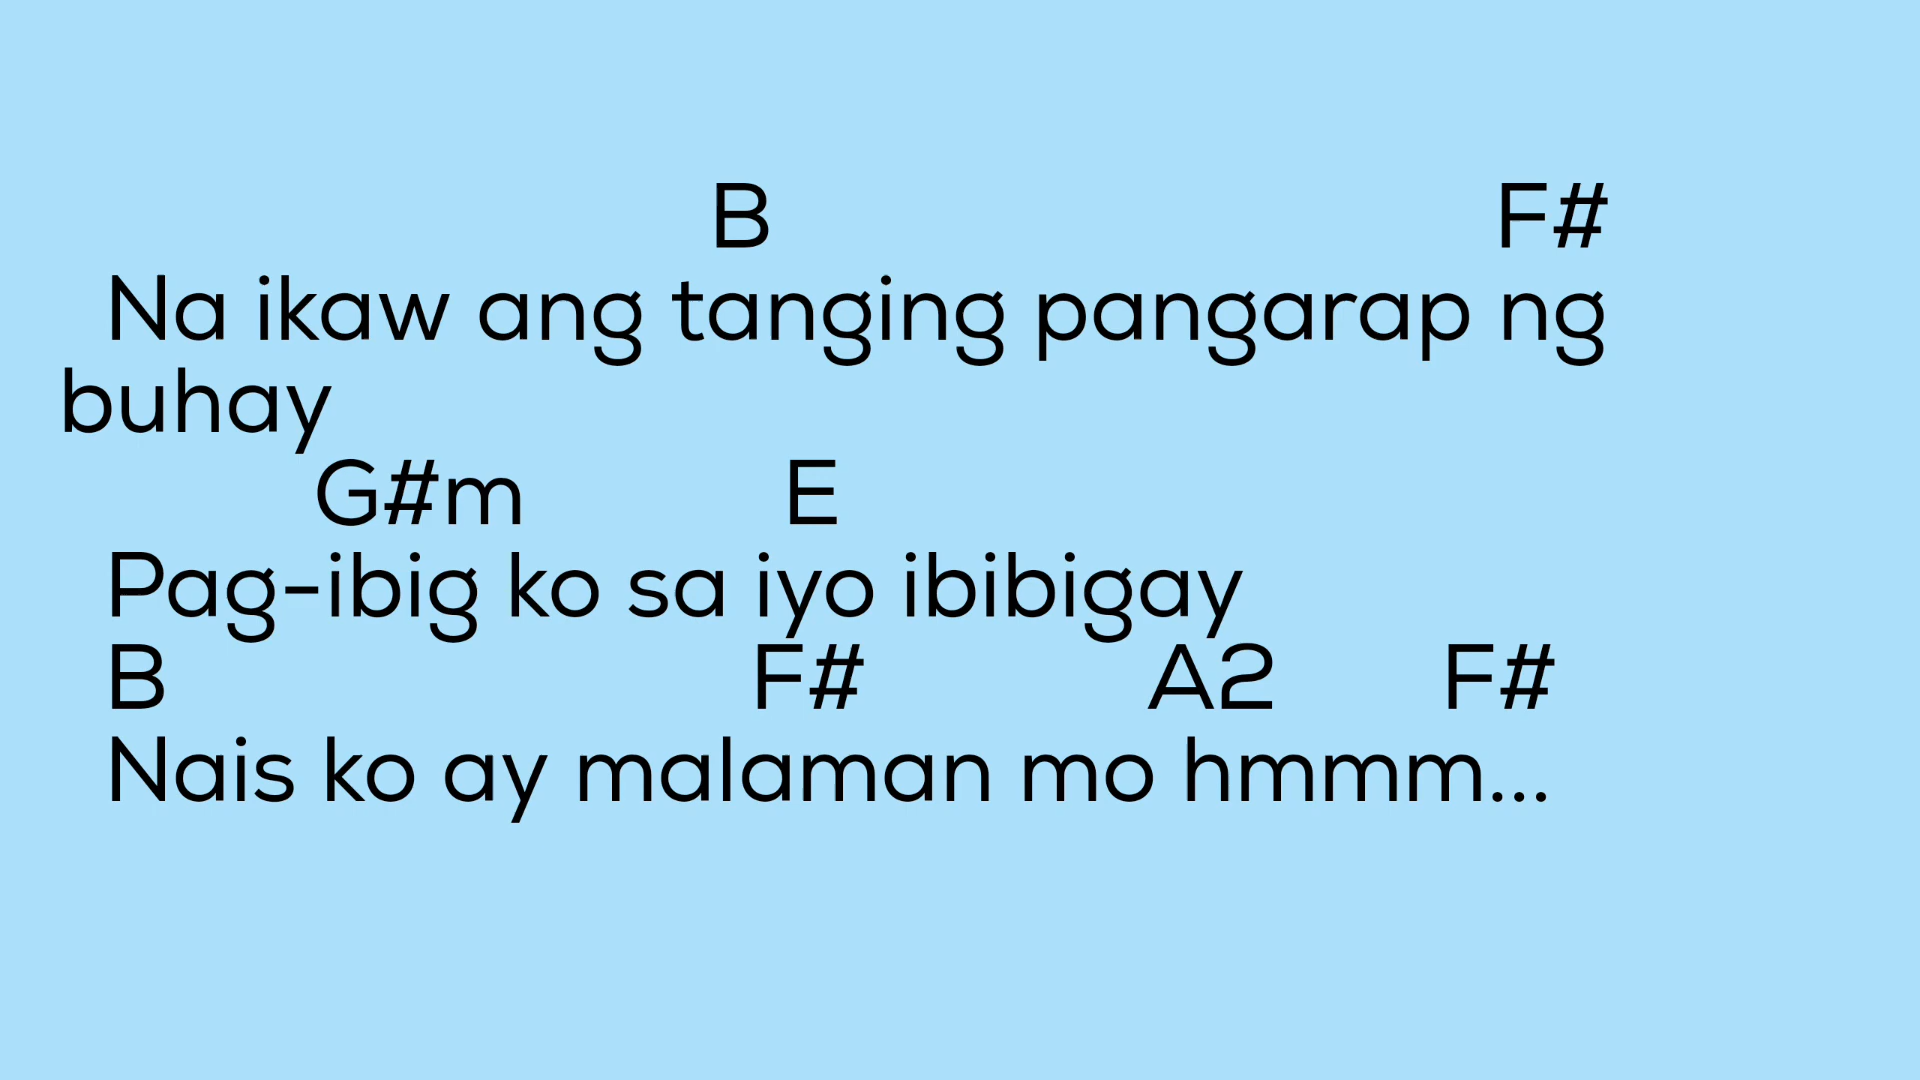 B F#
Na ikaw ang tanging pangarap ng
buhay
G#m E
Pag-ibig ko sa iyo ibibigay
B F# A2 F#
Nais ko ay malaman mo hmmm...